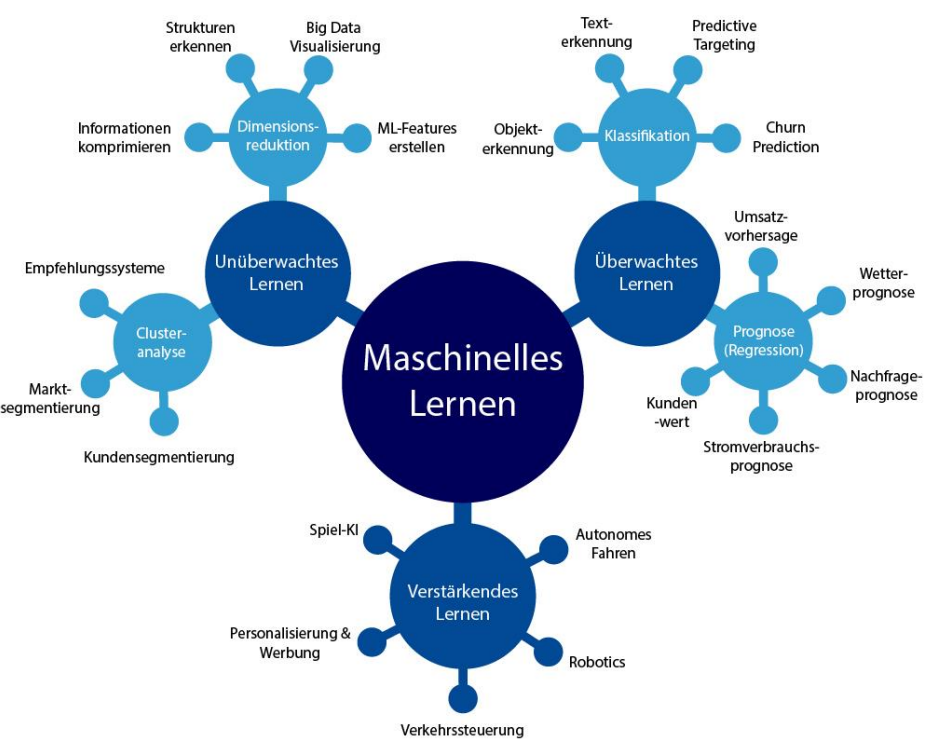 Strukturen
erkennen
Big Data
Visualisierung
Informationen
komprimieren
Dimensions-
reduktion
ML-Features
erstellen
Text-
erkennung
Predictive
Targeting
Objekt-
erkennung
Klassifikation
Churn
Prediction
Unüberwachtes
Lernen
Überwachtes
Lernen
Empfehlungssysteme
Cluster-
analyse
Markt-
segmentierung
Kundensegmentierung
Umsatz-
vorhersage
Wetter-
prognose
Prognose
(Regression)
Nachfrage-
prognose
Kunden
-wert
Stromverbrauchs-
prognose
Maschinelles
Lernen
Spiel-KI
Autonomes
Fahren
Verstärkendes
Lernen
Personalisierung &
Werbung
Robotics
Verkehrssteuerung